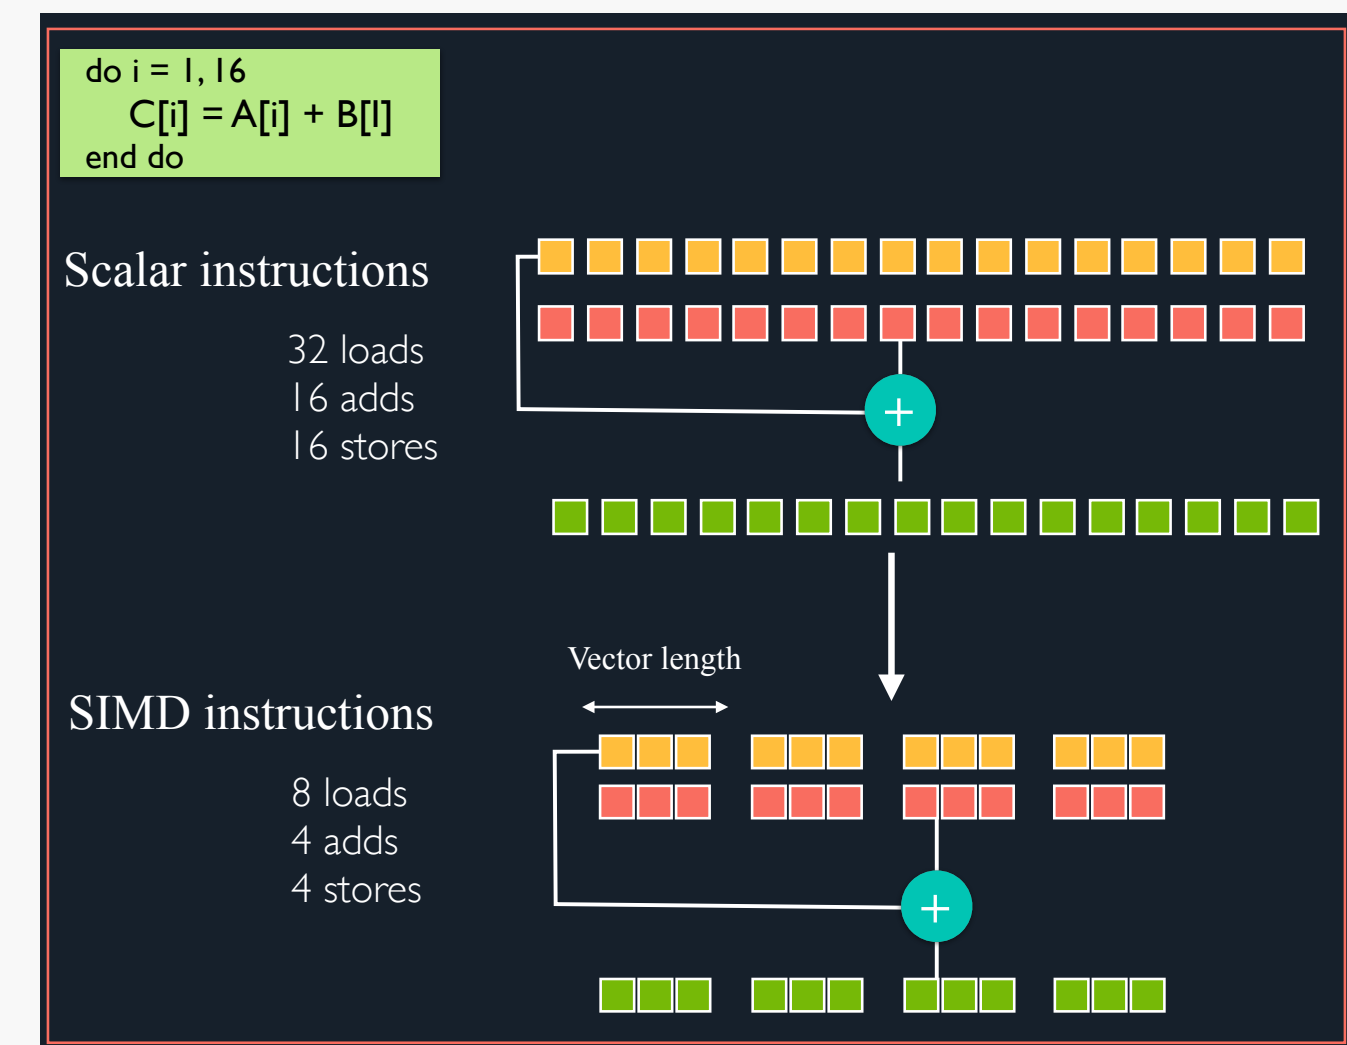 do i = 1, 16
C[i] = A[i] + B[I]
end do
Scalar instructions
32 loads
16 adds
16 stores
+
Vector length
SIMD instructions
8 loads
4 adds
4 stores
+